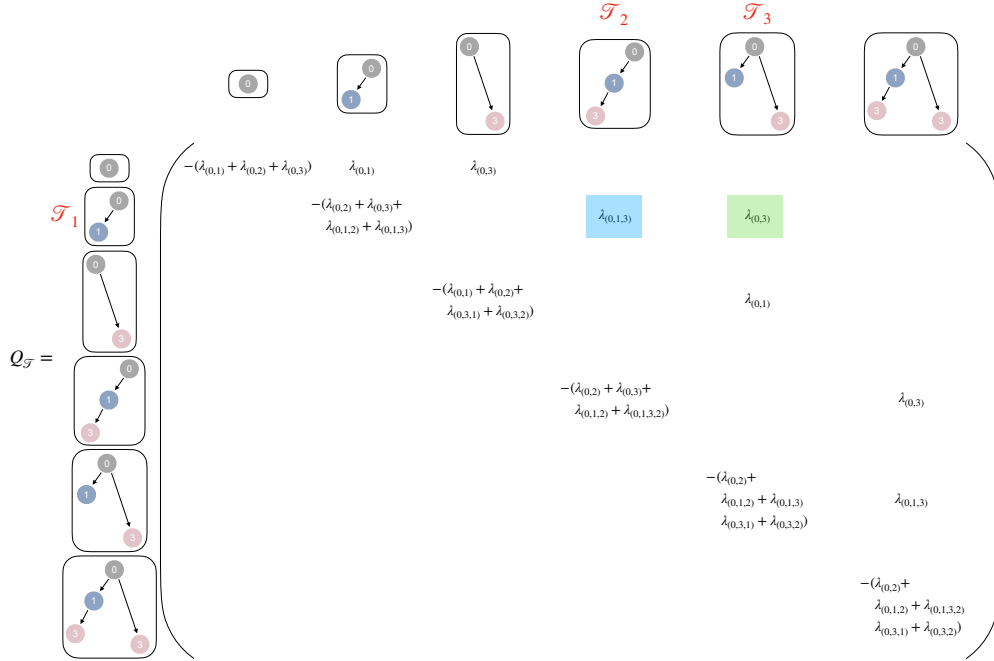 𝒯₂ 𝒯₃
0 0 1 0 3 0 1 3 0 1 3 0 1 3 3
0 −(λ(0,1) + λ(0,2) + λ(0,3)) λ(0,1) λ(0,3)
𝒯₁ 0 1 −(λ(0,2) + λ(0,3)+ λ(0,1,3) λ(0,3)
λ(0,1,2) + λ(0,1,3))
0 3 −(λ(0,1) + λ(0,2)+ λ(0,1)
λ(0,3,1) + λ(0,3,2))
Q𝒯 =
0 1 3 −(λ(0,2) + λ(0,3)+ λ(0,3)
λ(0,1,2) + λ(0,1,3,2))
0 1 3 −(λ(0,2)+
λ(0,1,2) + λ(0,1,3) λ(0,1,3)
λ(0,3,1) + λ(0,3,2))
0 1 3 3 −(λ(0,2)+
λ(0,1,2) + λ(0,1,3,2)
λ(0,3,1) + λ(0,3,2))